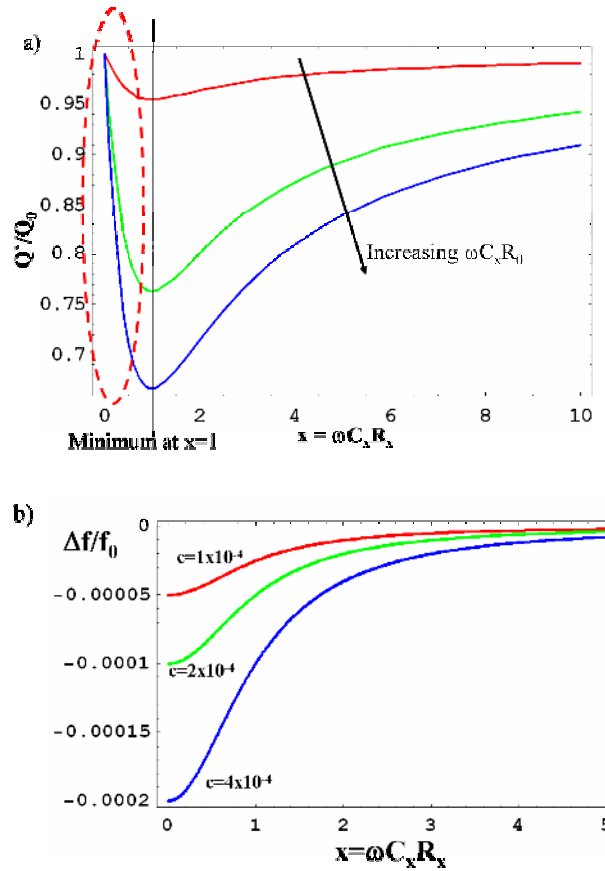 a)
1
0.95
0.9
0.85
0.8
0.75
0.7
Q`/Q₀
Increasing ωCₓR₀
0 2 4 6 8 10
Minimum at x=1
x = ωCₓRₓ
b)
Δf/f₀
0
-0.00005
-0.0001
-0.00015
-0.0002
c=1x10⁻⁴
c=2x10⁻⁴
c=4x10⁻⁴
0 1 2 3 4 5
x=ωCₓRₓ